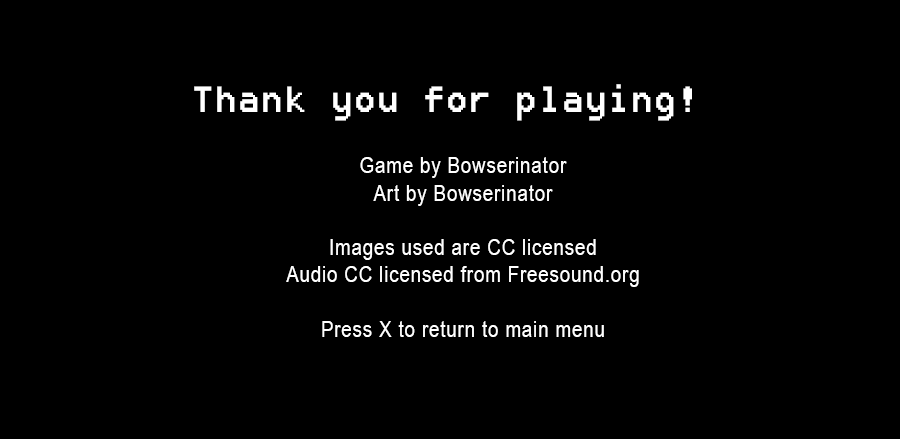 Thank you for playing!
Game by Bowserinator
Art by Bowserinator
Images used are CC licensed
Audio CC licensed from Freesound.org
Press X to return to main menu